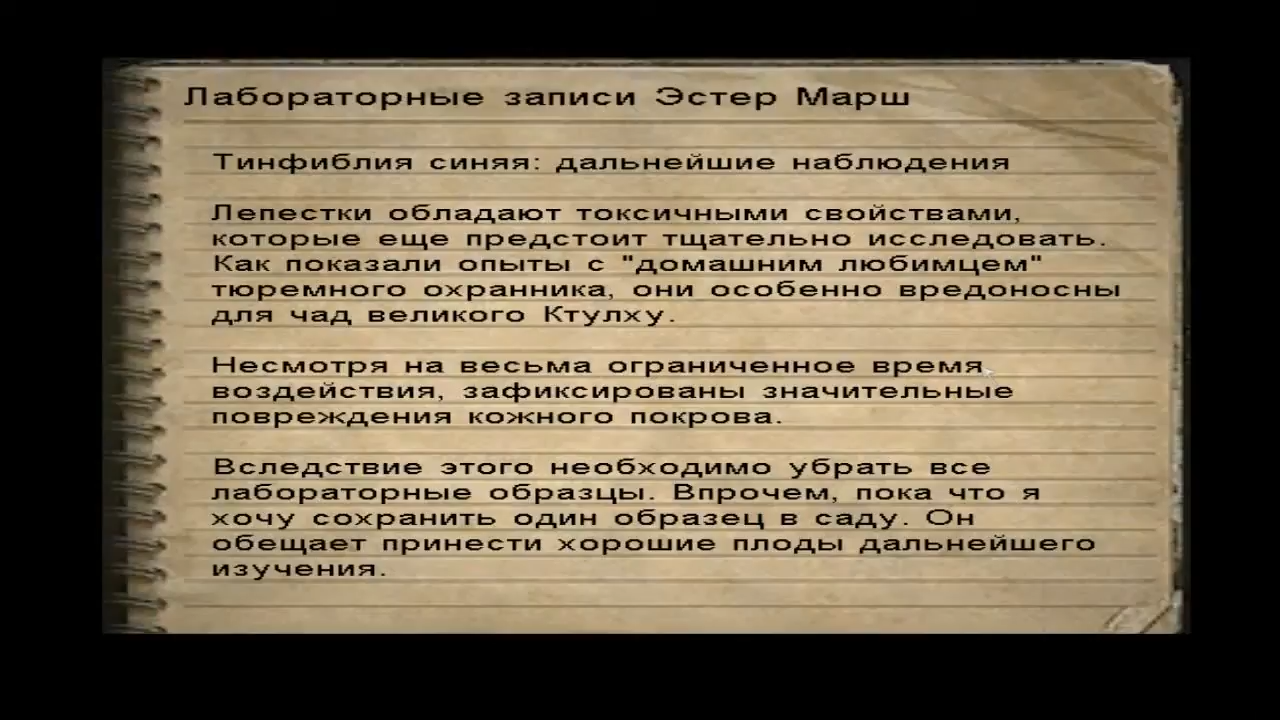 Лабораторные записи Эстер Марш
Тинфиблия синяя: дальнейшие наблюдения
Лепестки обладают токсичными свойствами,
которые еще предстоит тщательно исследовать.
Как показали опыты с "домашним любимцем"
тюремного охранника, они особенно вредоносны
для чад великого Ктулху.
Несмотря на весьма ограниченное время
воздействия, зафиксированы значительные
повреждения кожного покрова.
Вследствие этого необходимо убрать все
лабораторные образцы. Впрочем, пока что я
хочу сохранить один образец в саду. Он
обещает принести хорошие плоды дальнейшего
изучения.